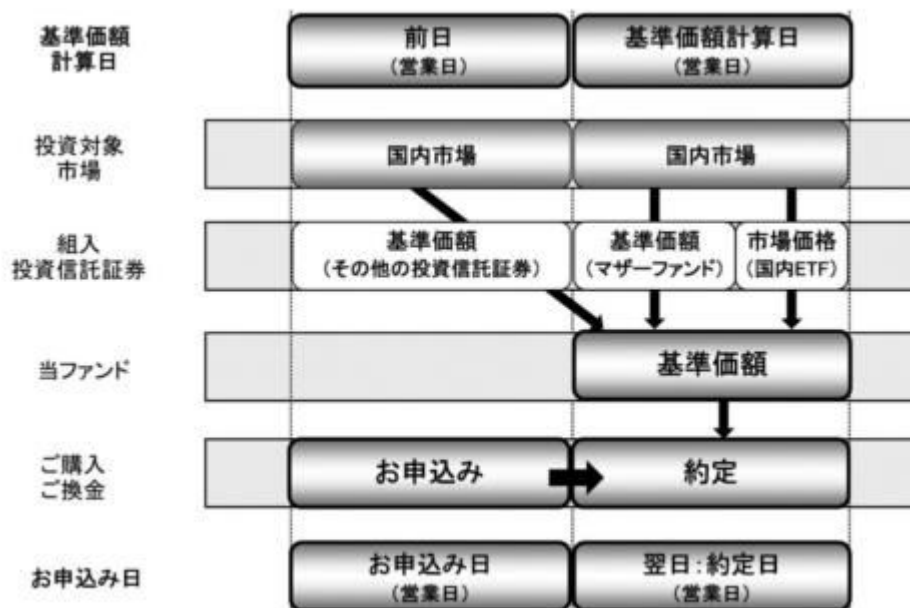 基準価額
計算日
前日
(営業日)
基準価額計算日
(営業日)
投資対象
市場
国内市場
国内市場
組入
投資信託証券
基準価額
(その他の投資信託証券)
基準価額
(マザーファンド)
市場価格
(国内ETF)
当ファンド
基準価額
ご購入
ご換金
お申込み
約定
お申込み日
お申込み日
(営業日)
翌日:約定日
(営業日)